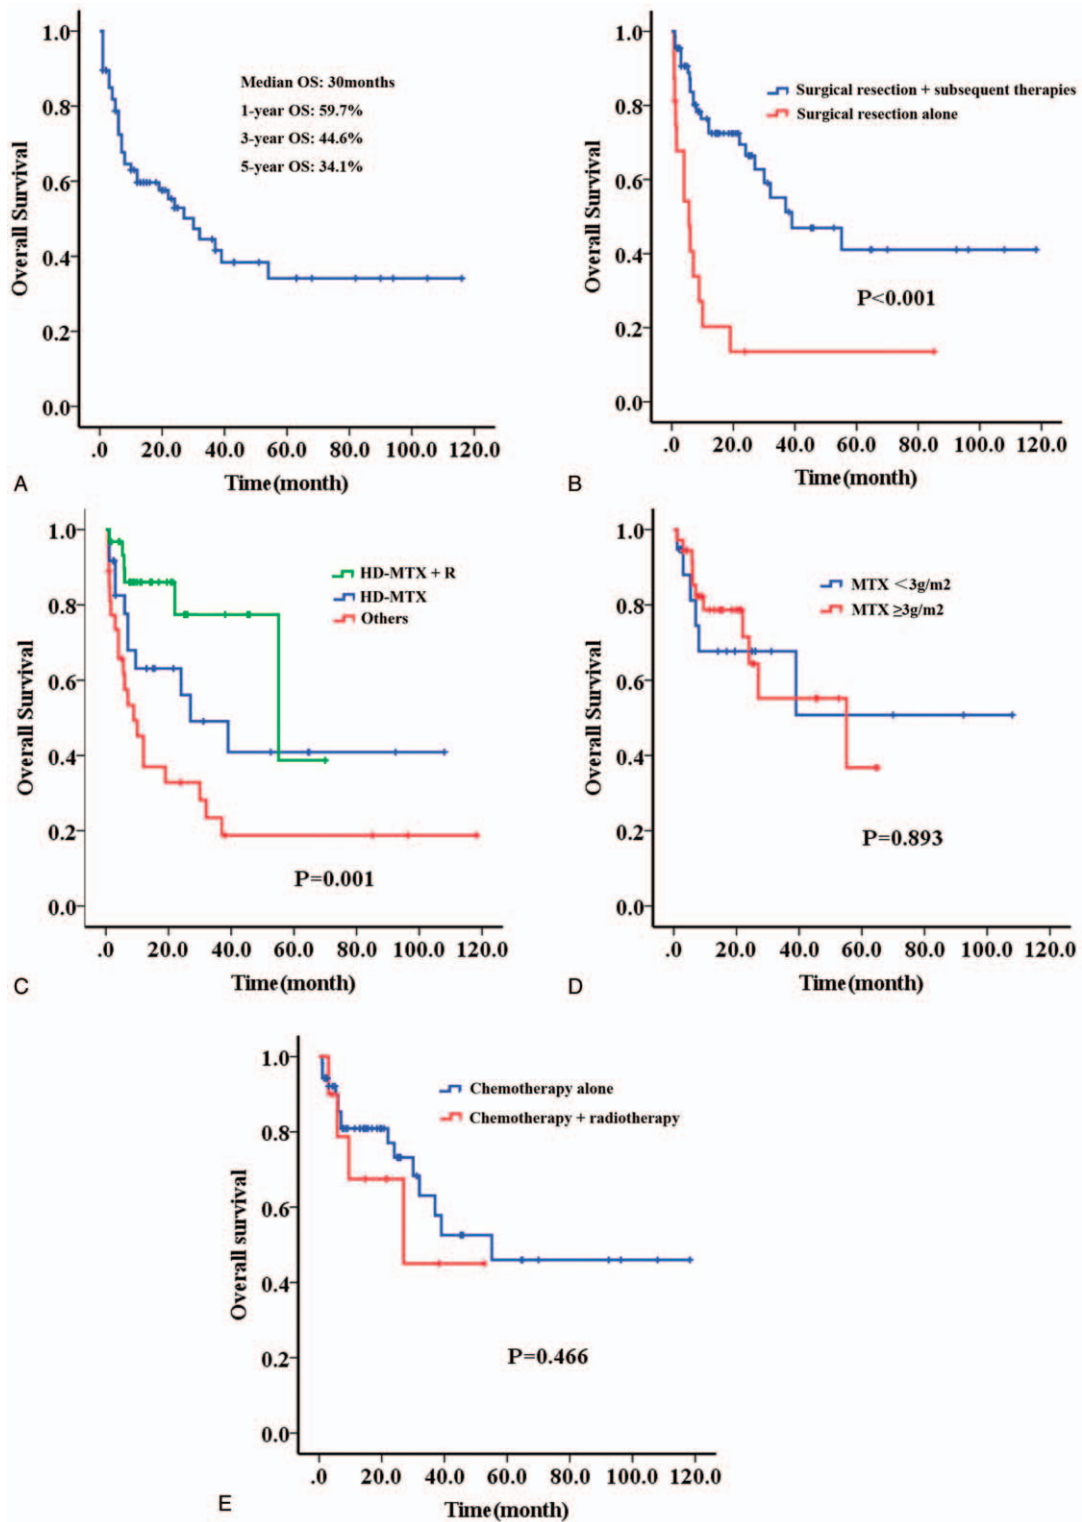 Overall Survival
1.0
0.8
0.6
0.4
0.2
0.0
Median OS: 30months
1-year OS: 59.7%
3-year OS: 44.6%
5-year OS: 34.1%
.0 20.0 40.0 60.0 80.0 100.0 120.0
Time(month)
A
Overall Survival
1.0
0.8
0.6
0.4
0.2
0.0
Surgical resection + subsequent therapies
Surgical resection alone
P<0.001
.0 20.0 40.0 60.0 80.0 100.0 120.0
Time(month)
B
Overall Survival
1.0
0.8
0.6
0.4
0.2
0.0
HD-MTX + R
HD-MTX
Others
P=0.001
.0 20.0 40.0 60.0 80.0 100.0 120.0
Time(month)
C
Overall Survival
1.0
0.8
0.6
0.4
0.2
0.0
MTX <3g/m2
MTX ≥3g/m2
P=0.893
.0 20.0 40.0 60.0 80.0 100.0 120.0
Time(month)
D
Overall survival
1.0
0.8
0.6
0.4
0.2
0.0
Chemotherapy alone
Chemotherapy + radiotherapy
P=0.466
.0 20.0 40.0 60.0 80.0 100.0 120.0
Time(month)
E